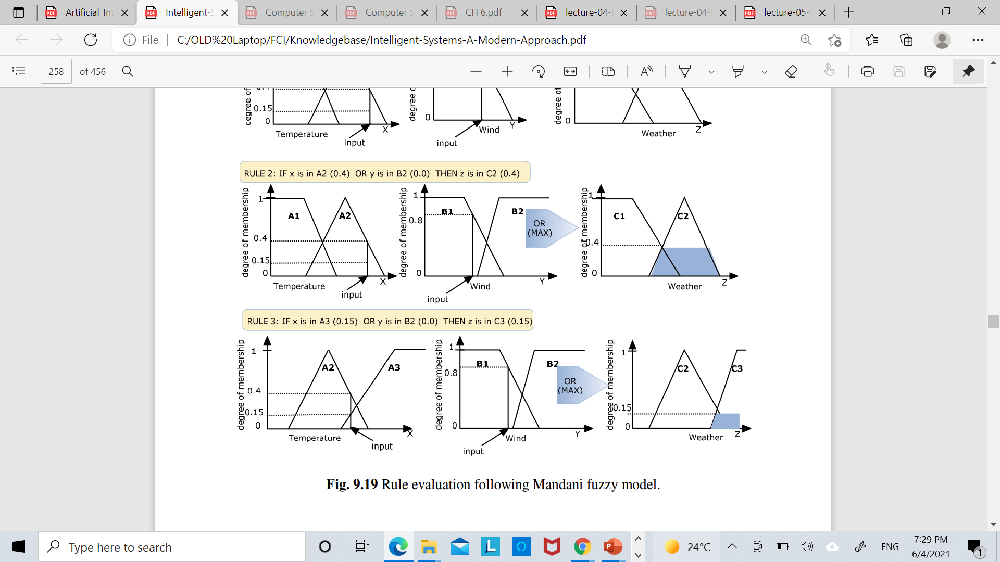 Artificial_Int
Intelligent-S
Computer S
Computer S
CH 6.pdf
lecture-04-f
lecture-04-f
lecture-05-f
File
C:/OLD%20Laptop/FCI/Knowledgebase/Intelligent-Systems-A-Modern-Approach.pdf
258
of 456
degree of
0.15
0
Temperature
X
input
degree o
0
Wind
Y
input
degree of
0
Weather
Z
RULE 2: IF x is in A2 (0.4) OR y is in B2 (0.0) THEN z is in C2 (0.4)
degree of membership
1
A1
A2
0.4
0.15
0
Temperature
X
input
degree of membership
1
B1
B2
0.8
0
Wind
Y
input
OR
(MAX)
degree of membership
1
C1
C2
0.4
0
Weather
Z
RULE 3: IF x is in A3 (0.15) OR y is in B2 (0.0) THEN z is in C3 (0.15)
degree of membership
1
A2
A3
0.4
0.15
0
Temperature
X
input
degree of membership
1
B1
B2
0.8
0
Wind
Y
input
OR
(MAX)
degree of membership
1
C2
C3
0.15
0
Weather
Z
Fig. 9.19 Rule evaluation following Mandani fuzzy model.
Type here to search
24°C
ENG
7:29 PM
6/4/2021
1